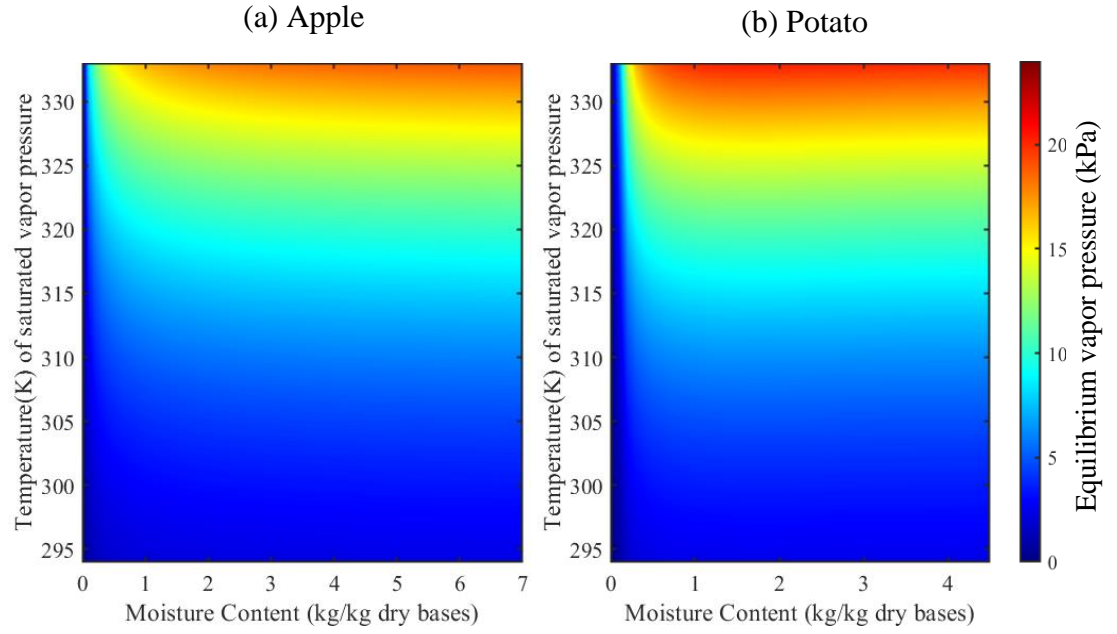 (a) Apple
(b) Potato
Temperature(K) of saturated vapor pressure
330
325
320
315
310
305
300
295
0 1 2 3 4 5 6 7
Moisture Content (kg/kg dry bases)
Temperature(K) of saturated vapor pressure
330
325
320
315
310
305
300
295
0 1 2 3 4
Moisture Content (kg/kg dry bases)
20
15
10
5
0
Equilibrium vapor pressure (kPa)